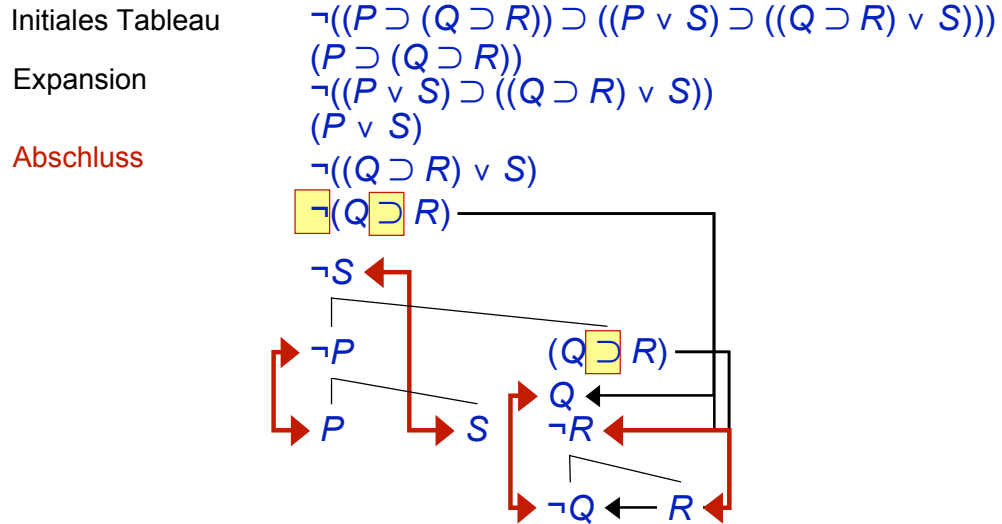 Initiales Tableau ¬((P ⊃ (Q ⊃ R)) ⊃ ((P ∨ S) ⊃ ((Q ⊃ R) ∨ S)))
(P ⊃ (Q ⊃ R))
Expansion ¬((P ∨ S) ⊃ ((Q ⊃ R) ∨ S))
(P ∨ S)
Abschluss ¬((Q ⊃ R) ∨ S)
¬(Q ⊃ R)
¬S
¬P (Q ⊃ R)
Q
P S ¬R
¬Q R